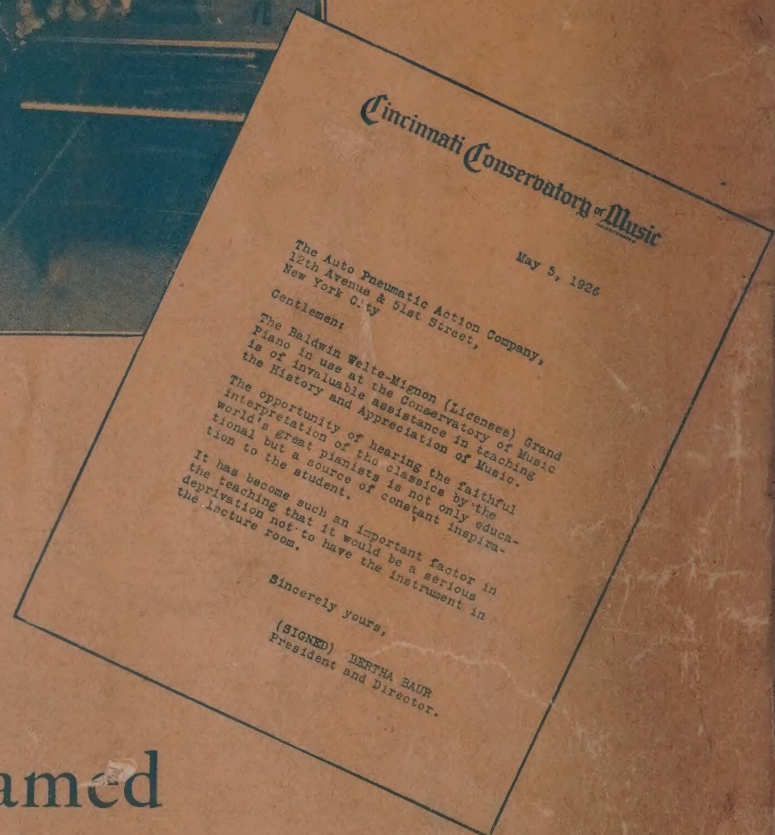 Cincinnati Conservatory of Music
May 5, 1926
The Auto Pneumatic Action Company,
12th Avenue & 51st Street,
New York City
Gentlemen:
The Baldwin Welte-Mignon (Licensee) Grand
Piano in use at the Conservatory of Music
is of invaluable assistance in teaching
the History and Appreciation of Music.
The opportunity of hearing the faithful
interpretation of the classics by the
world's great pianists is not only educa-
tional but a source of constant inspira-
tion to the student.
It has become such an important factor in
the teaching that it would be a serious
deprivation not to have the instrument in
the lecture room.
Sincerely yours,
(SIGNED) BERTHA BAUR
President and Director.
amed